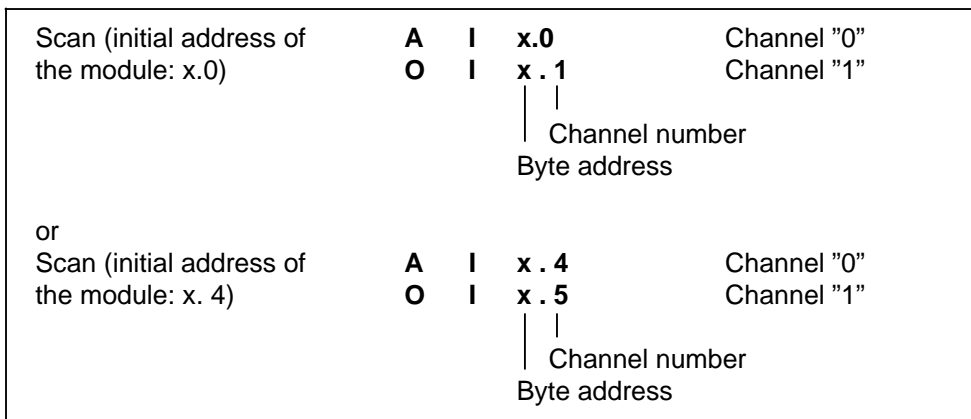 Scan (initial address of A I x.0 Channel ”0”
the module: x.0) O I x . 1 Channel ”1”
Channel number
Byte address
or
Scan (initial address of A I x . 4 Channel ”0”
the module: x. 4) O I x . 5 Channel ”1”
Channel number
Byte address